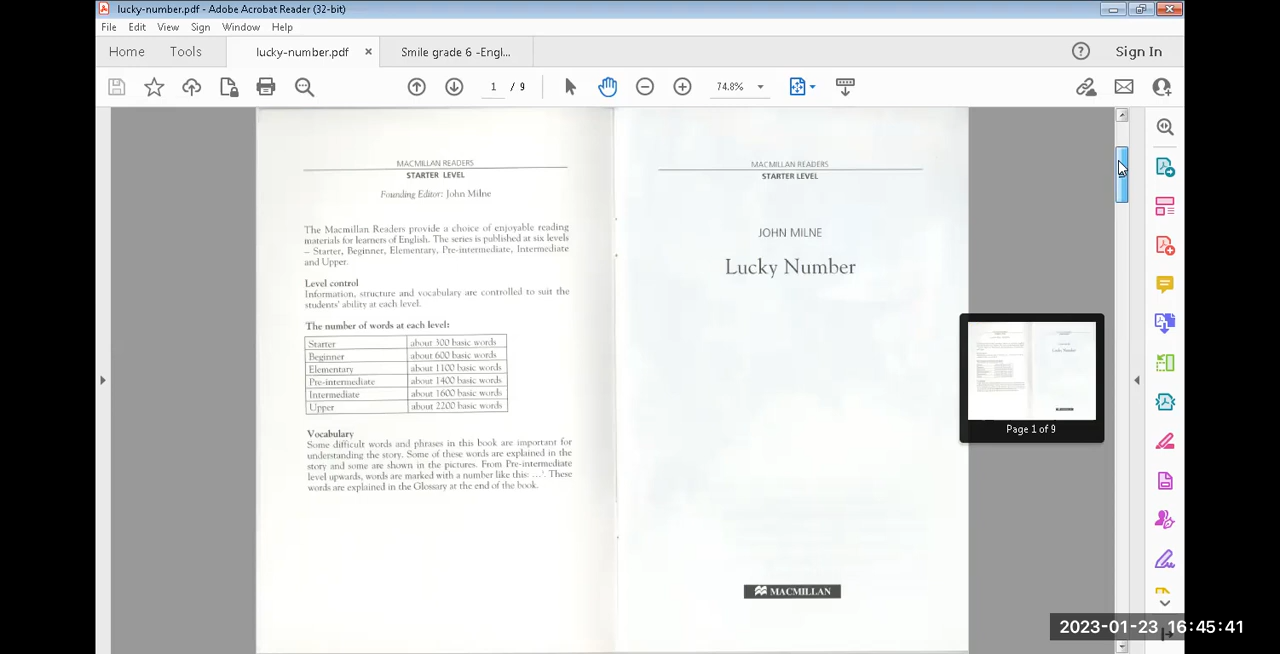 lucky-number.pdf - Adobe Acrobat Reader (32-bit)
File Edit View Sign Window Help
Home Tools lucky-number.pdf × Smile grade 6 -Engl... Sign In
1 / 9 74.8%
MACMILLAN READERS
STARTER LEVEL
Founding Editor: John Milne
The Macmillan Readers provide a choice of enjoyable reading
materials for learners of English. The series is published at six levels
– Starter, Beginner, Elementary, Pre-intermediate, Intermediate
and Upper.
Level control
Information, structure and vocabulary are controlled to suit the
students' ability at each level.
The number of words at each level:
Starter about 300 basic words
Beginner about 600 basic words
Elementary about 1100 basic words
Pre-intermediate about 1400 basic words
Intermediate about 1600 basic words
Upper about 2200 basic words
Vocabulary
Some difficult words and phrases in this book are important for
understanding the story. Some of these words are explained in the
story and some are shown in the pictures. From Pre-intermediate
level upwards, words are marked with a number like this: ...¹. These
words are explained in the Glossary at the end of the book.
MACMILLAN READERS
STARTER LEVEL
JOHN MILNE
Lucky Number
MACMILLAN
Page 1 of 9
2023-01-23 16:45:41